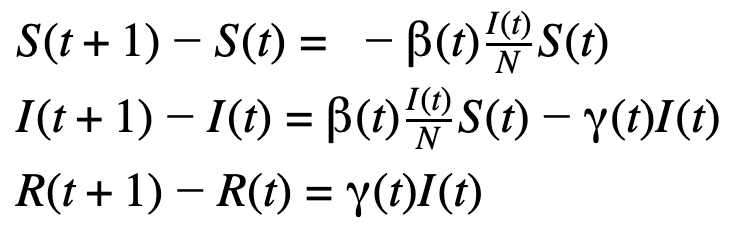 S(t + 1) − S(t) = − β(t) I(t)/N S(t)
I(t + 1) − I(t) = β(t) I(t)/N S(t) − γ(t)I(t)
R(t + 1) − R(t) = γ(t)I(t)